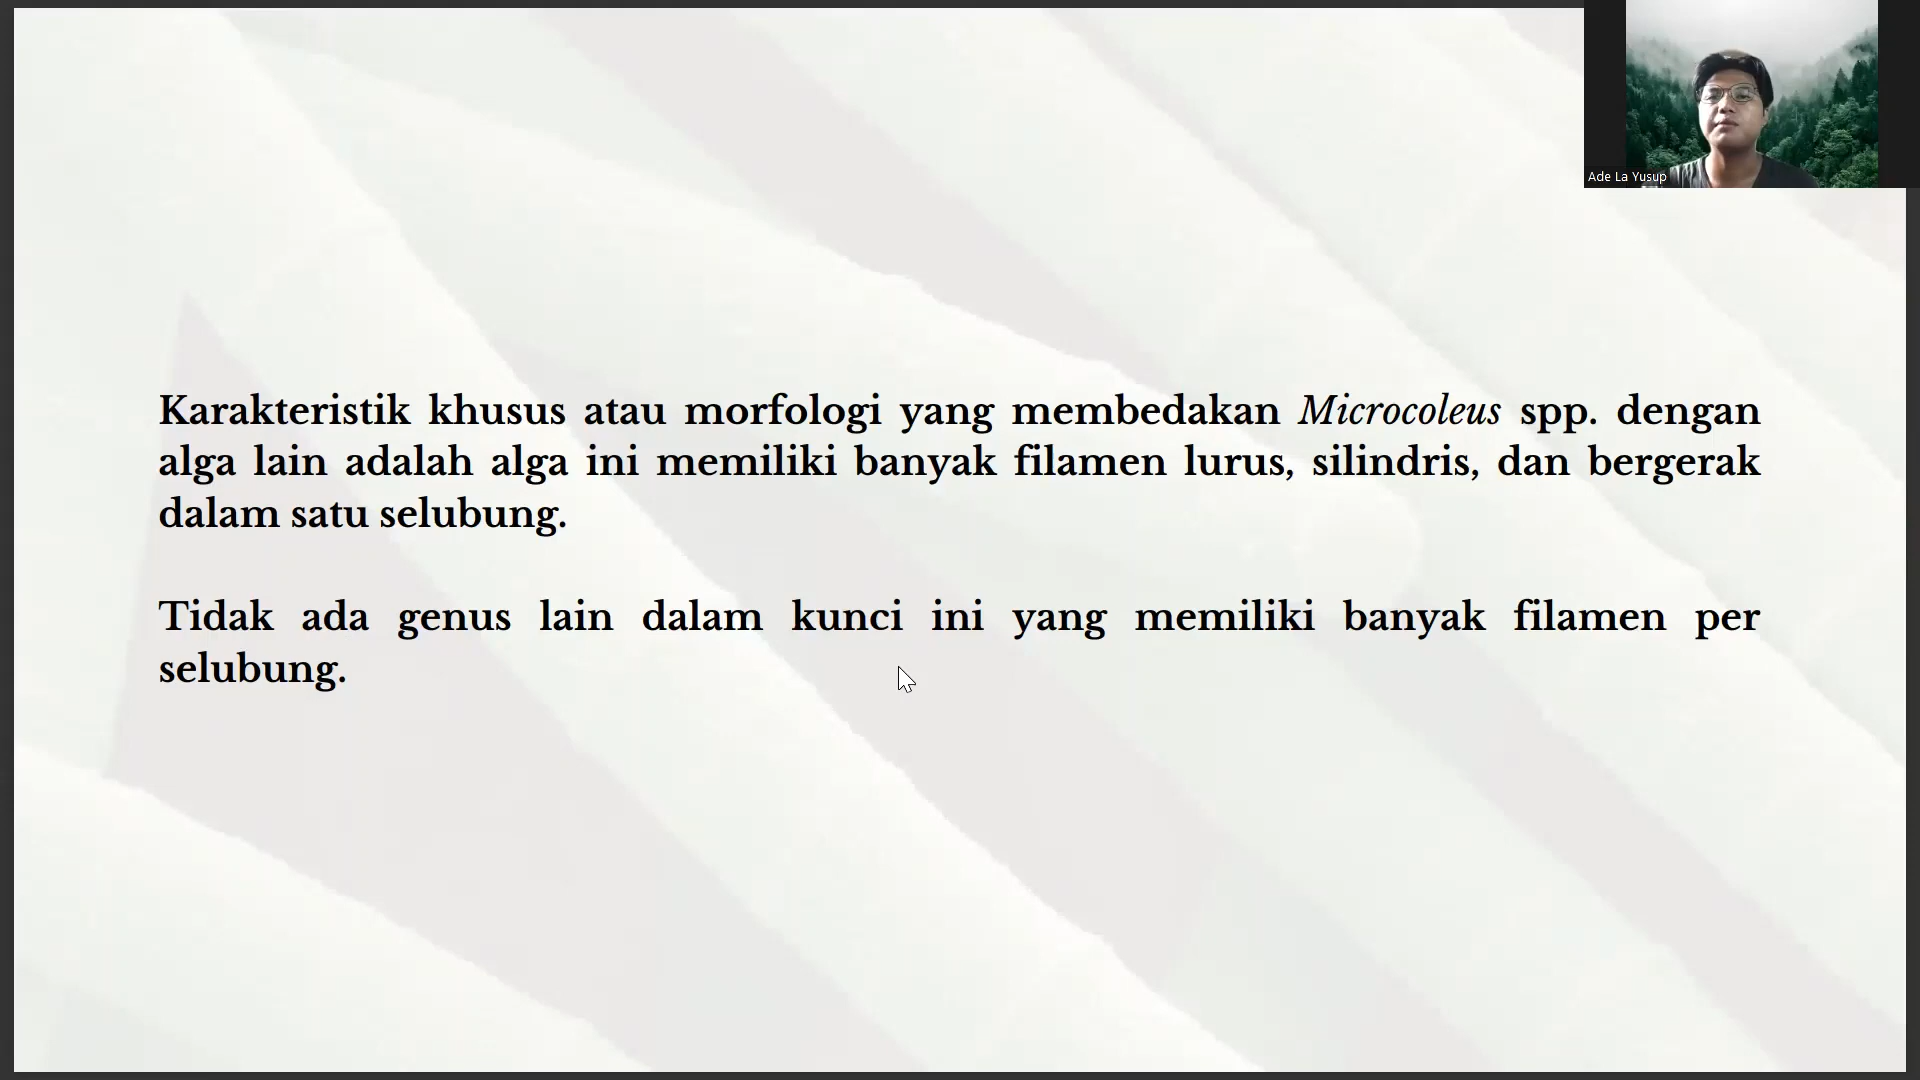 Ade La Yusup
Karakteristik khusus atau morfologi yang membedakan Microcoleus spp. dengan
alga lain adalah alga ini memiliki banyak filamen lurus, silindris, dan bergerak
dalam satu selubung.
Tidak ada genus lain dalam kunci ini yang memiliki banyak filamen per
selubung.